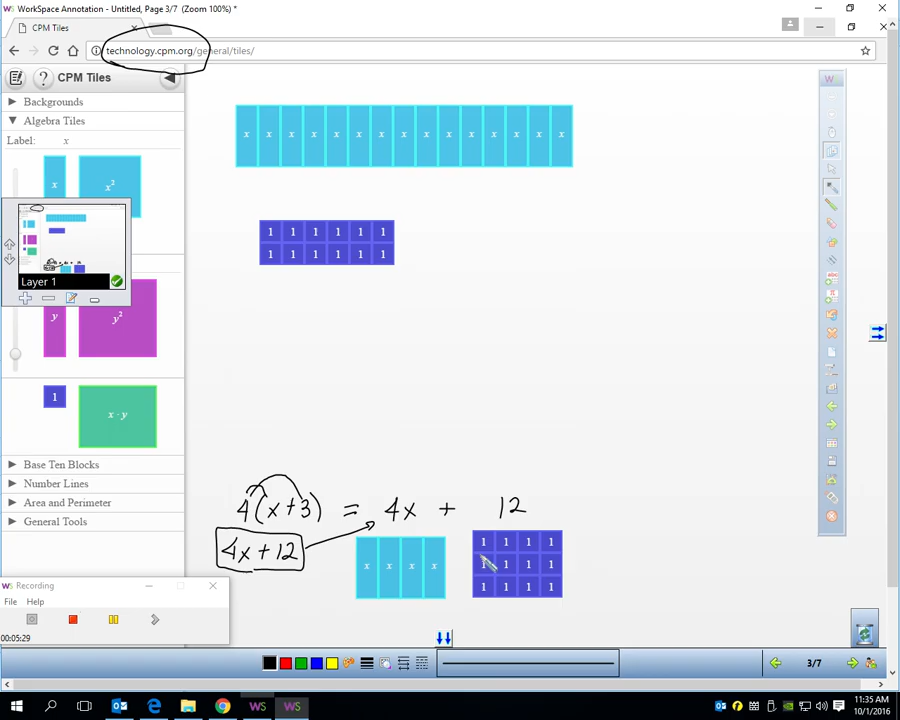 WorkSpace Annotation - Untitled, Page 3/7 (Zoom 100%) *
CPM Tiles
technology.cpm.org/general/tiles/
CPM Tiles
Backgrounds
Algebra Tiles
Label: x
x x²
Layer 1
y y²
1 x · y
Base Ten Blocks
Number Lines
Area and Perimeter
General Tools
x x x x x x x x x x x x x x x
1 1 1 1 1 1
1 1 1 1 1 1
4(x+3) = 4x + 12
4x+12
x x x x
1 1 1 1
1 1 1 1
1 1 1 1
WS Recording
File Help
00:05:29
3/7
11:35 AM
10/1/2016